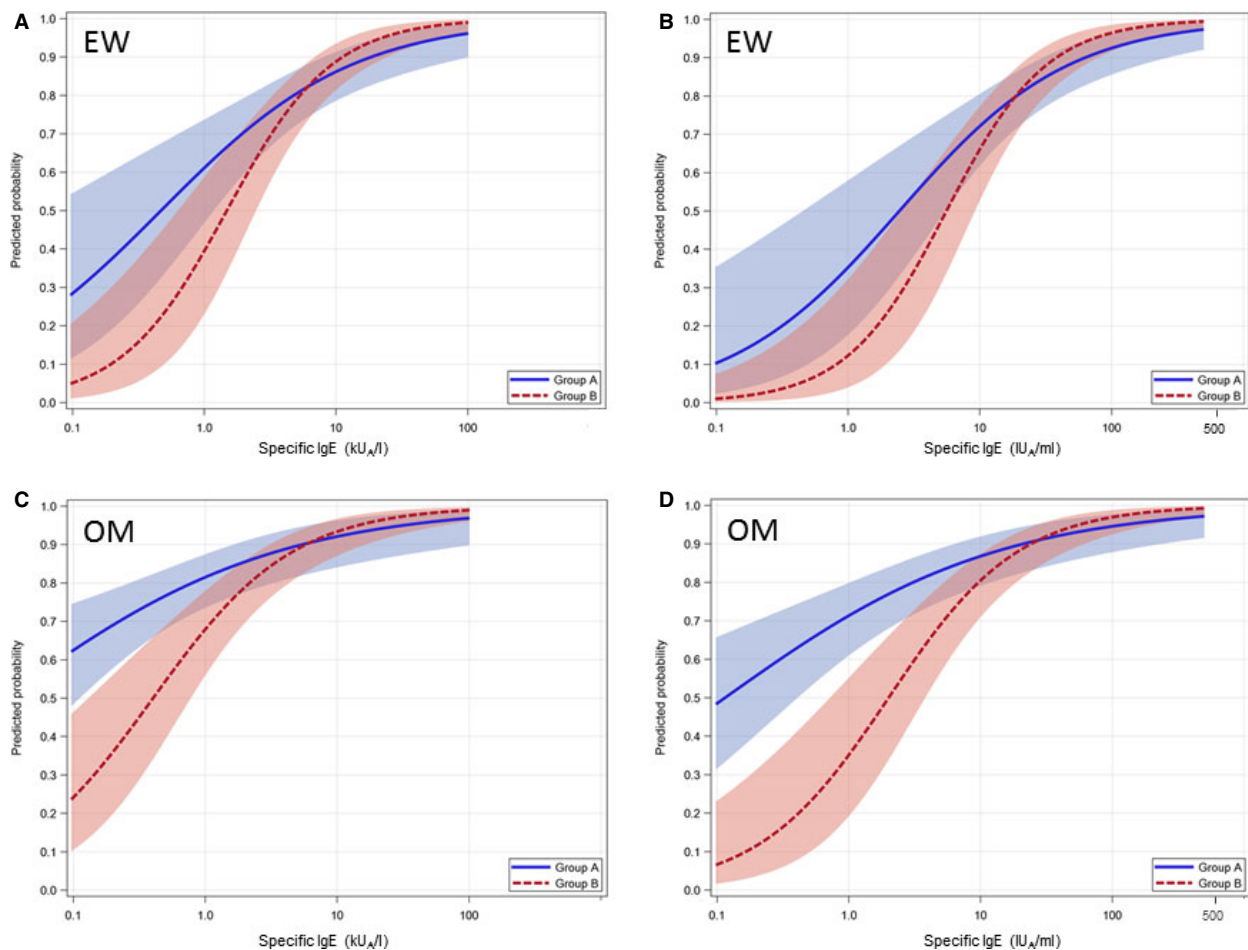 A
EW
Predicted probability
1.0
0.9
0.8
0.7
0.6
0.5
0.4
0.3
0.2
0.1
0.0
Group A
Group B
0.1 1.0 10 100
Specific IgE (kUA/l)
B
EW
Predicted probability
1.0
0.9
0.8
0.7
0.6
0.5
0.4
0.3
0.2
0.1
0.0
Group A
Group B
0.1 1.0 10 100 500
Specific IgE (IUA/ml)
C
OM
Predicted probability
1.0
0.9
0.8
0.7
0.6
0.5
0.4
0.3
0.2
0.1
0.0
Group A
Group B
0.1 1.0 10 100
Specific IgE (kUA/l)
D
OM
Predicted probability
1.0
0.9
0.8
0.7
0.6
0.5
0.4
0.3
0.2
0.1
0.0
Group A
Group B
0.1 1.0 10 100 500
Specific IgE (IUA/ml)